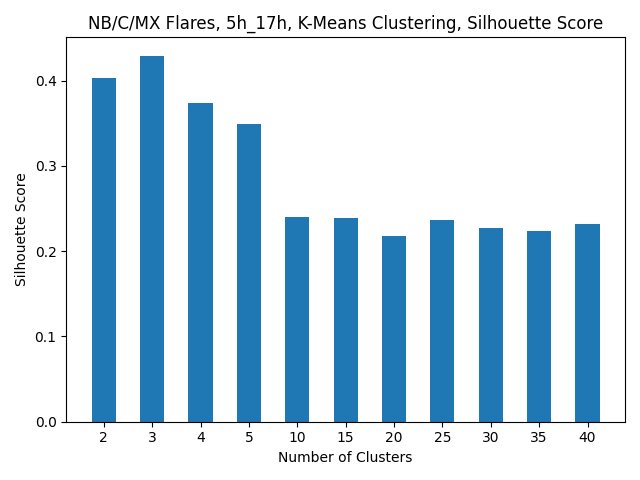 NB/C/MX Flares, 5h_17h, K-Means Clustering, Silhouette Score
Silhouette Score
0.4
0.3
0.2
0.1
0.0
2 3 4 5 10 15 20 25 30 35 40
Number of Clusters